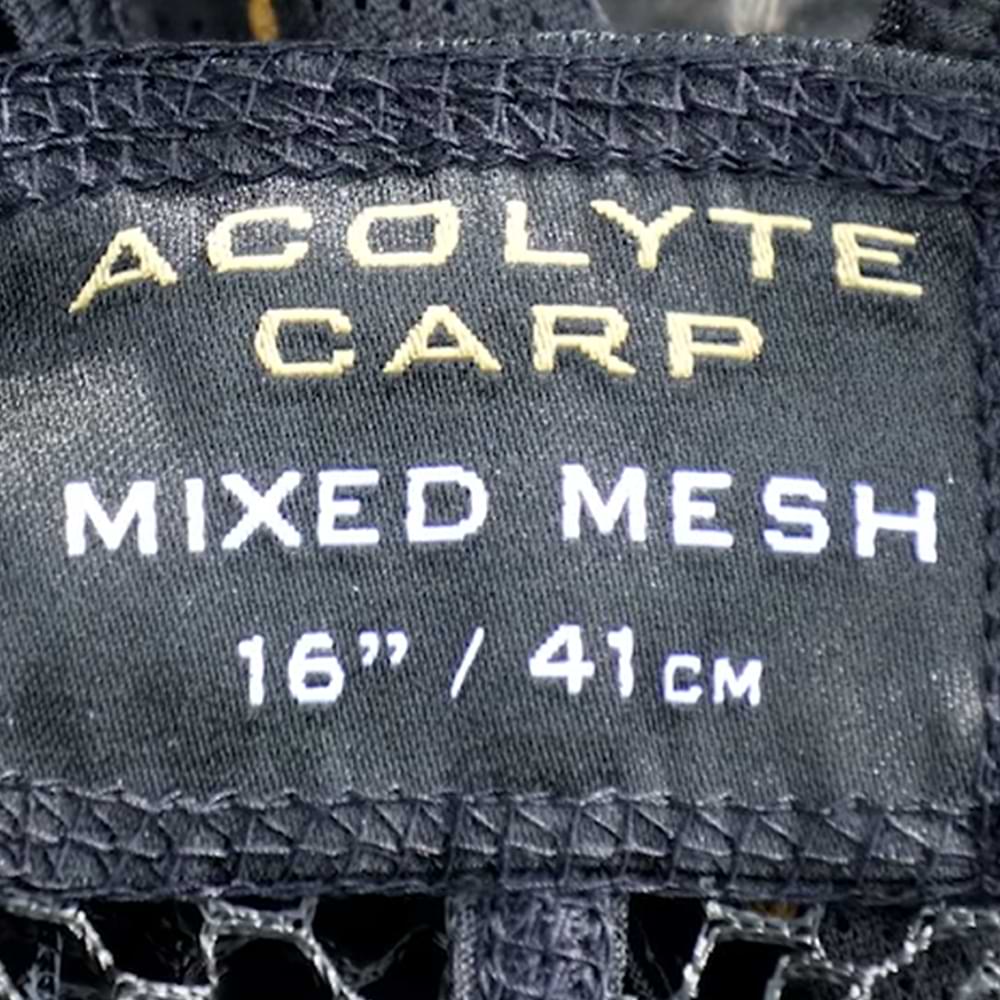 ACOLYTE
CARP
MIXED MESH
16” / 41CM